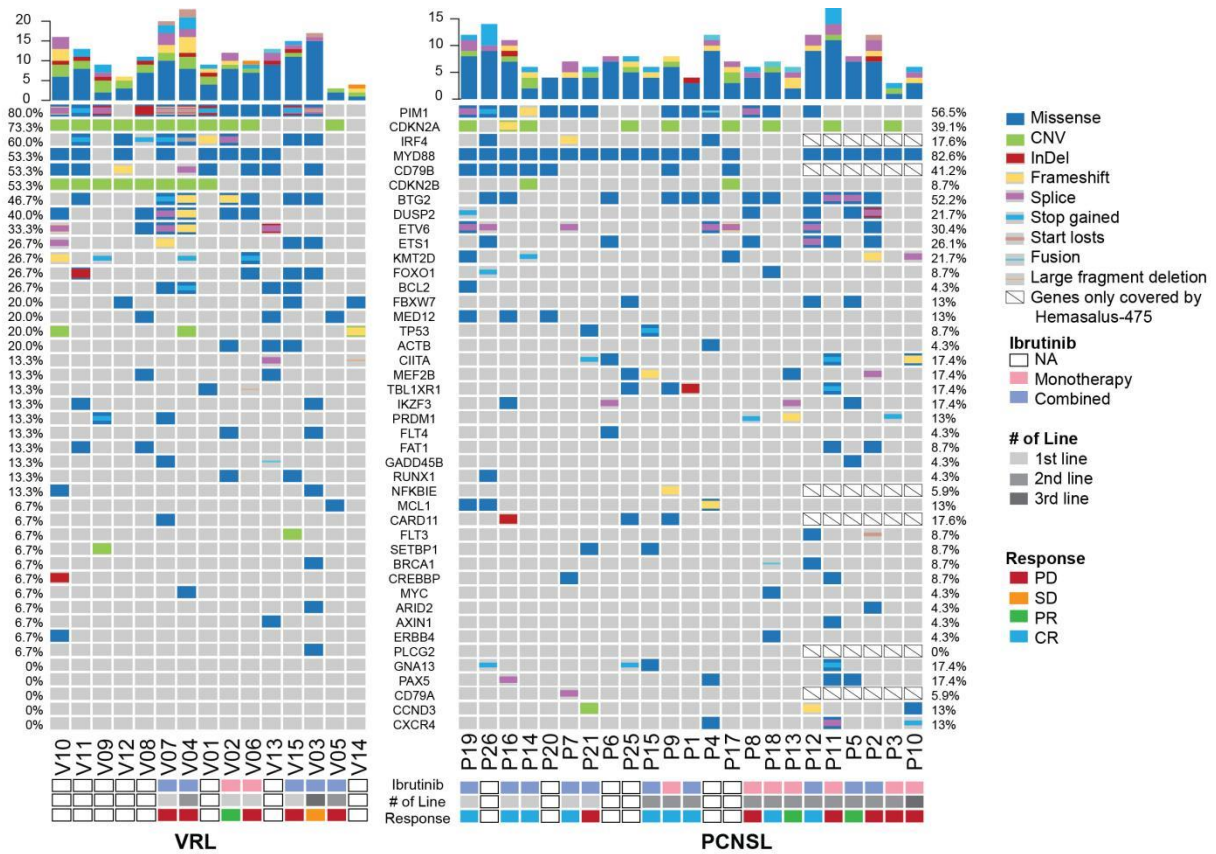 20
15
10
5
0
15
10
5
0
80.0% PIM1 56.5%
73.3% CDKN2A 39.1%
60.0% IRF4 17.6%
53.3% MYD88 82.6%
53.3% CD79B 41.2%
53.3% CDKN2B 8.7%
46.7% BTG2 52.2%
40.0% DUSP2 21.7%
33.3% ETV6 30.4%
26.7% ETS1 26.1%
26.7% KMT2D 21.7%
26.7% FOXO1 8.7%
26.7% BCL2 4.3%
20.0% FBXW7 13%
20.0% MED12 13%
20.0% TP53 8.7%
20.0% ACTB 4.3%
13.3% CIITA 17.4%
13.3% MEF2B 17.4%
13.3% TBL1XR1 17.4%
13.3% IKZF3 17.4%
13.3% PRDM1 13%
13.3% FLT4 4.3%
13.3% FAT1 8.7%
13.3% GADD45B 4.3%
13.3% RUNX1 4.3%
13.3% NFKBIE 5.9%
6.7% MCL1 13%
6.7% CARD11 17.6%
6.7% FLT3 8.7%
6.7% SETBP1 8.7%
6.7% BRCA1 8.7%
6.7% CREBBP 8.7%
6.7% MYC 4.3%
6.7% ARID2 4.3%
6.7% AXIN1 4.3%
6.7% ERBB4 4.3%
6.7% PLCG2 0%
0% GNA13 17.4%
0% PAX5 17.4%
0% CD79A 5.9%
0% CCND3 13%
0% CXCR4 13%
V10 V11 V09 V12 V08 V07 V04 V01 V02 V06 V13 V15 V03 V05 V14
P19 P26 P16 P14 P20 P7 P21 P6 P25 P15 P9 P1 P4 P17 P8 P18 P13 P12 P11 P5 P2 P3 P10
Ibrutinib
# of Line
Response
VRL
PCNSL
Missense
CNV
InDel
Frameshift
Splice
Stop gained
Start losts
Fusion
Large fragment deletion
Genes only covered by
Hemasalus-475
Ibrutinib
NA
Monotherapy
Combined
# of Line
1st line
2nd line
3rd line
Response
PD
SD
PR
CR